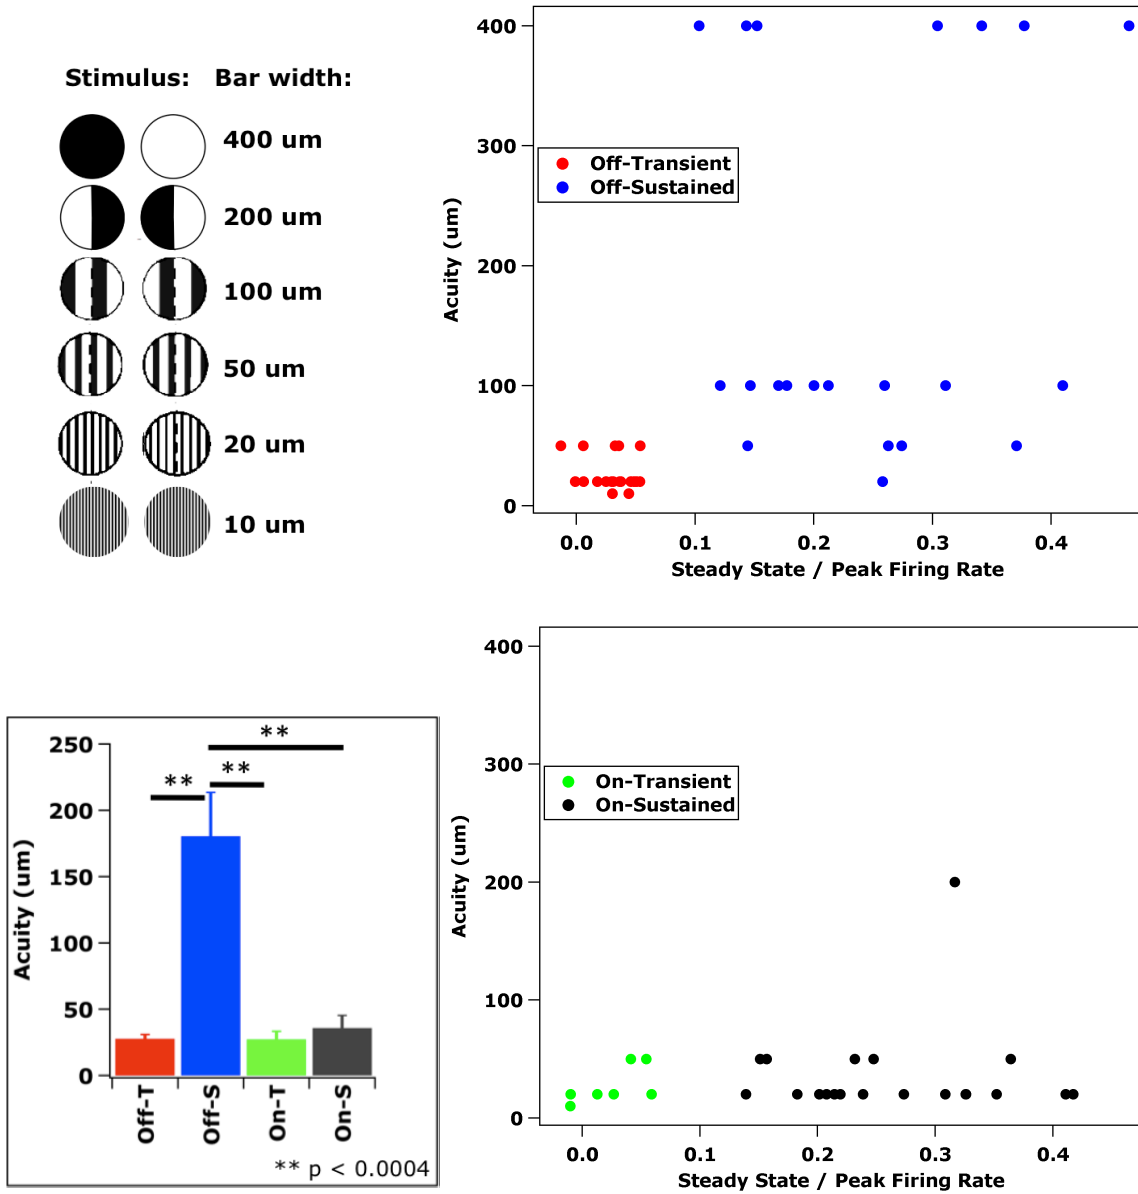 Stimulus: Bar width:
400 um
200 um
100 um
50 um
20 um
10 um
400
300
200
100
0
Acuity (um)
Off-Transient
Off-Sustained
0.0 0.1 0.2 0.3 0.4
Steady State / Peak Firing Rate
250
200
150
100
50
0
Acuity (um)
**
**
**
Off-T Off-S On-T On-S
** p < 0.0004
400
300
200
100
0
Acuity (um)
On-Transient
On-Sustained
0.0 0.1 0.2 0.3 0.4
Steady State / Peak Firing Rate